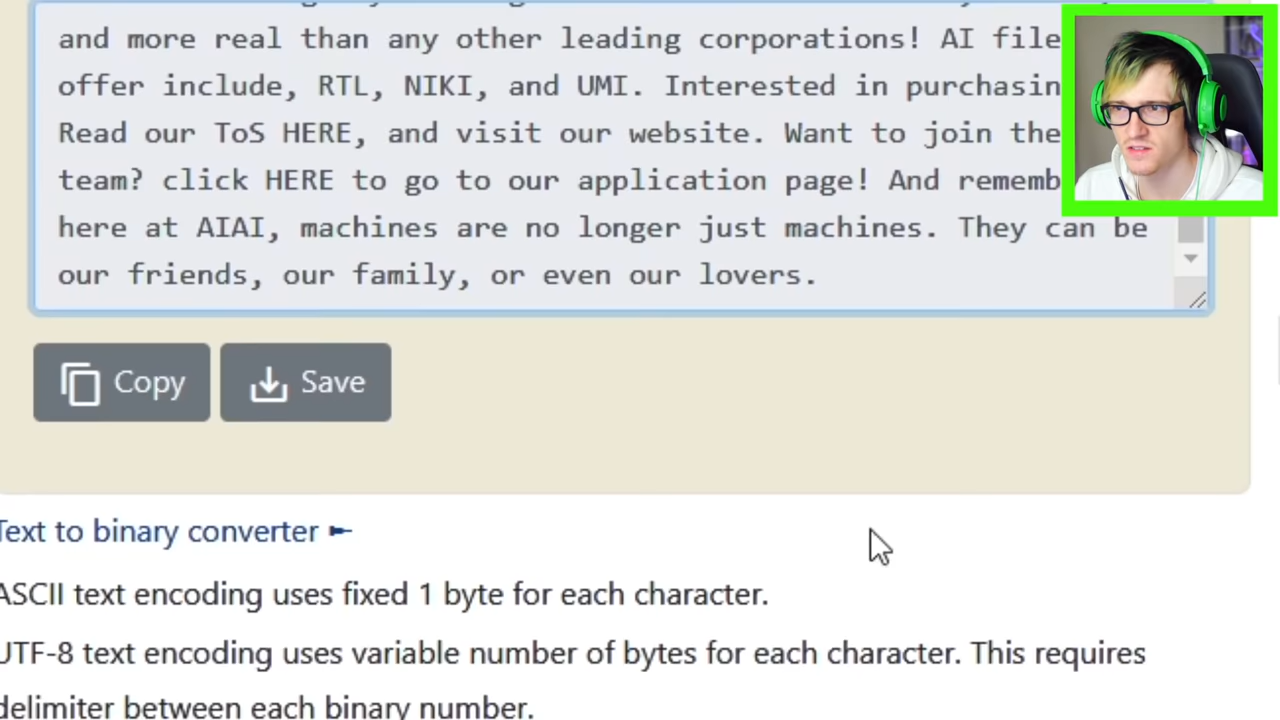 and more real than any other leading corporations! AI file
offer include, RTL, NIKI, and UMI. Interested in purchasin
Read our ToS HERE, and visit our website. Want to join the
team? click HERE to go to our application page! And rememb
here at AIAI, machines are no longer just machines. They can be
our friends, our family, or even our lovers.
Copy Save
Text to binary converter ►
ASCII text encoding uses fixed 1 byte for each character.
UTF-8 text encoding uses variable number of bytes for each character. This requires
delimiter between each binary number.